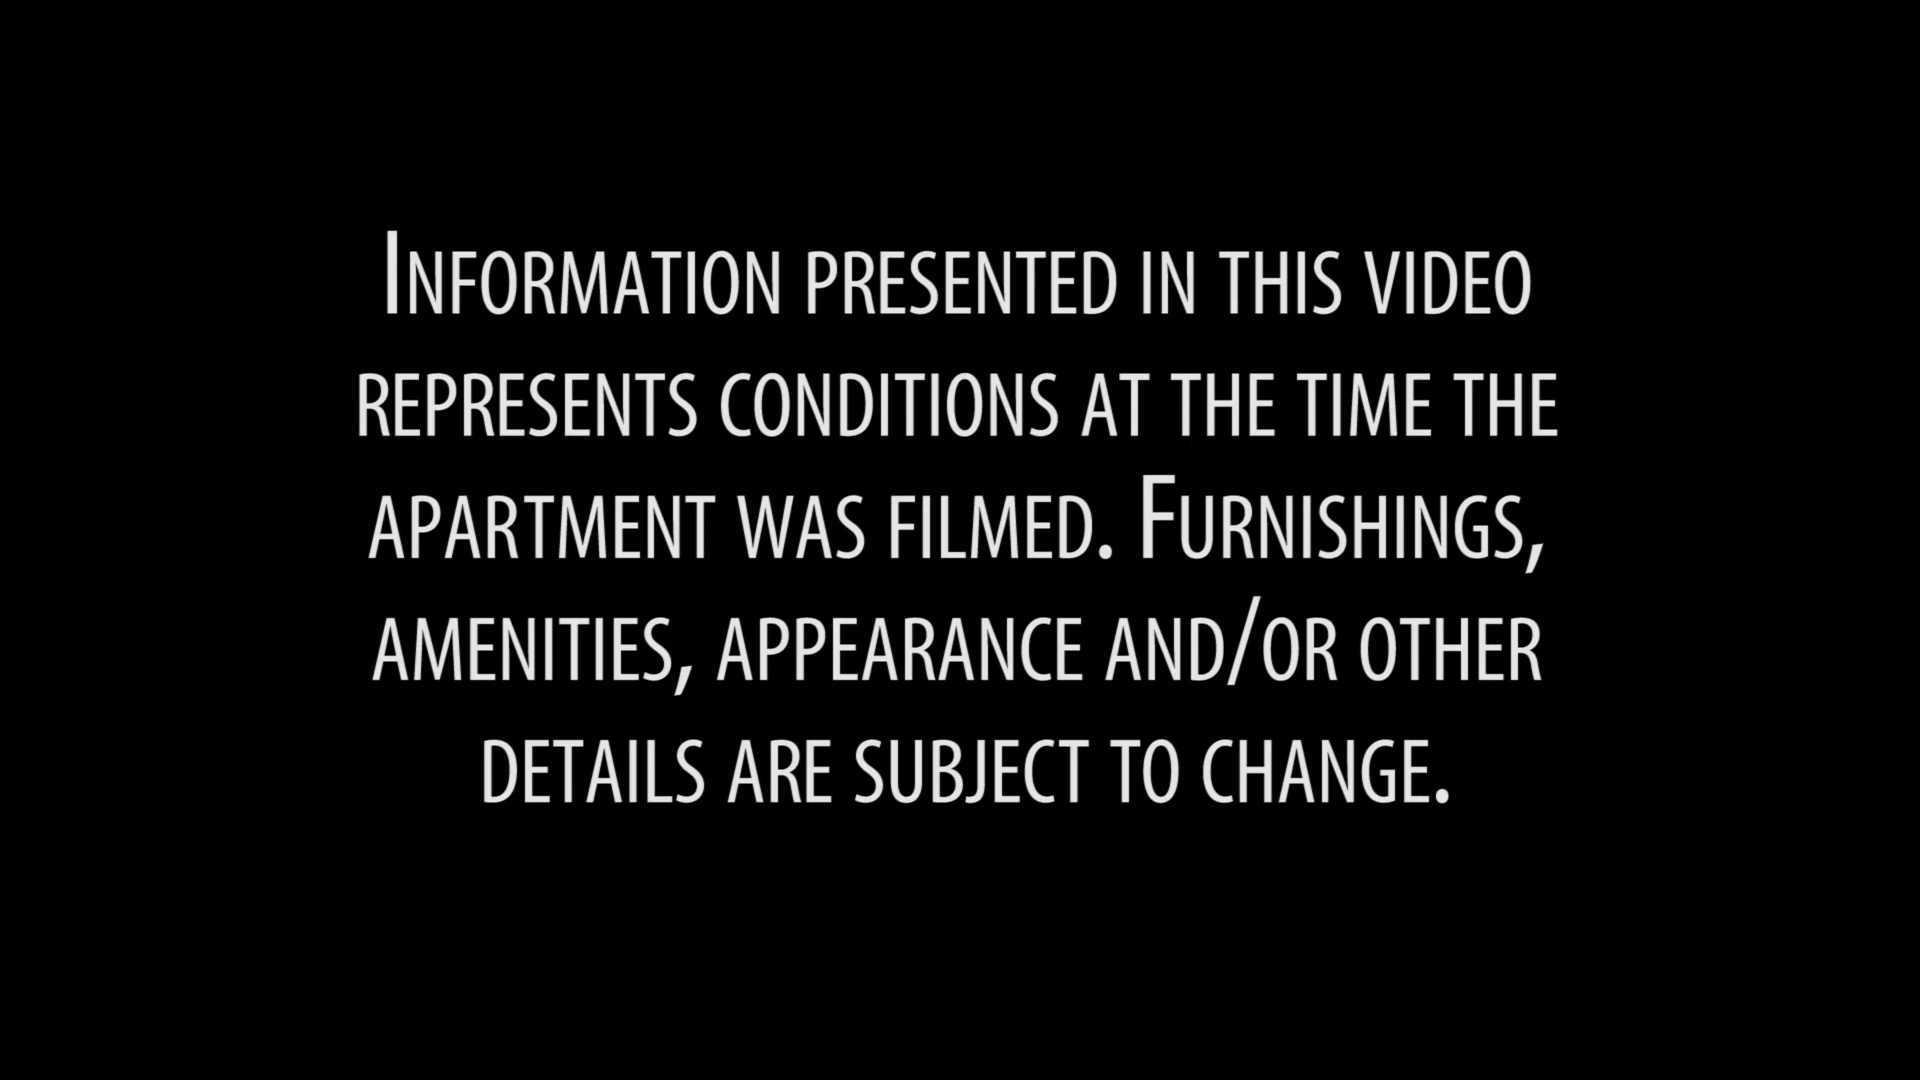 Information presented in this video
represents conditions at the time the
apartment was filmed. Furnishings,
amenities, appearance and/or other
details are subject to change.